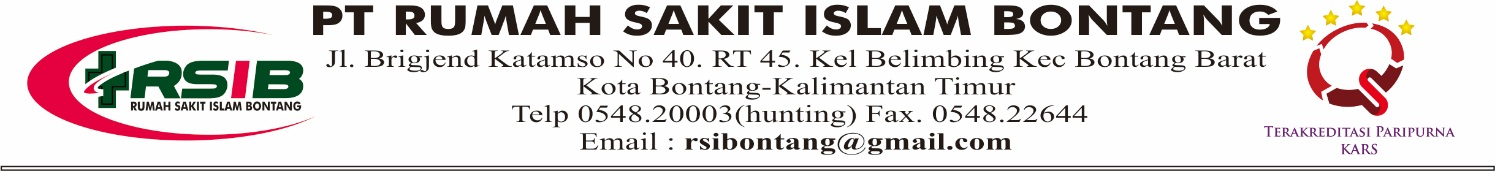 PT RUMAH SAKIT ISLAM BONTANG
Jl. Brigjend Katamso No 40. RT 45. Kel Belimbing Kec Bontang Barat
Kota Bontang-Kalimantan Timur
Telp 0548.20003(hunting) Fax. 0548.22644
Email : rsibontang@gmail.com
RSIB
RUMAH SAKIT ISLAM BONTANG
TERAKREDITASI PARIPURNA
KARS